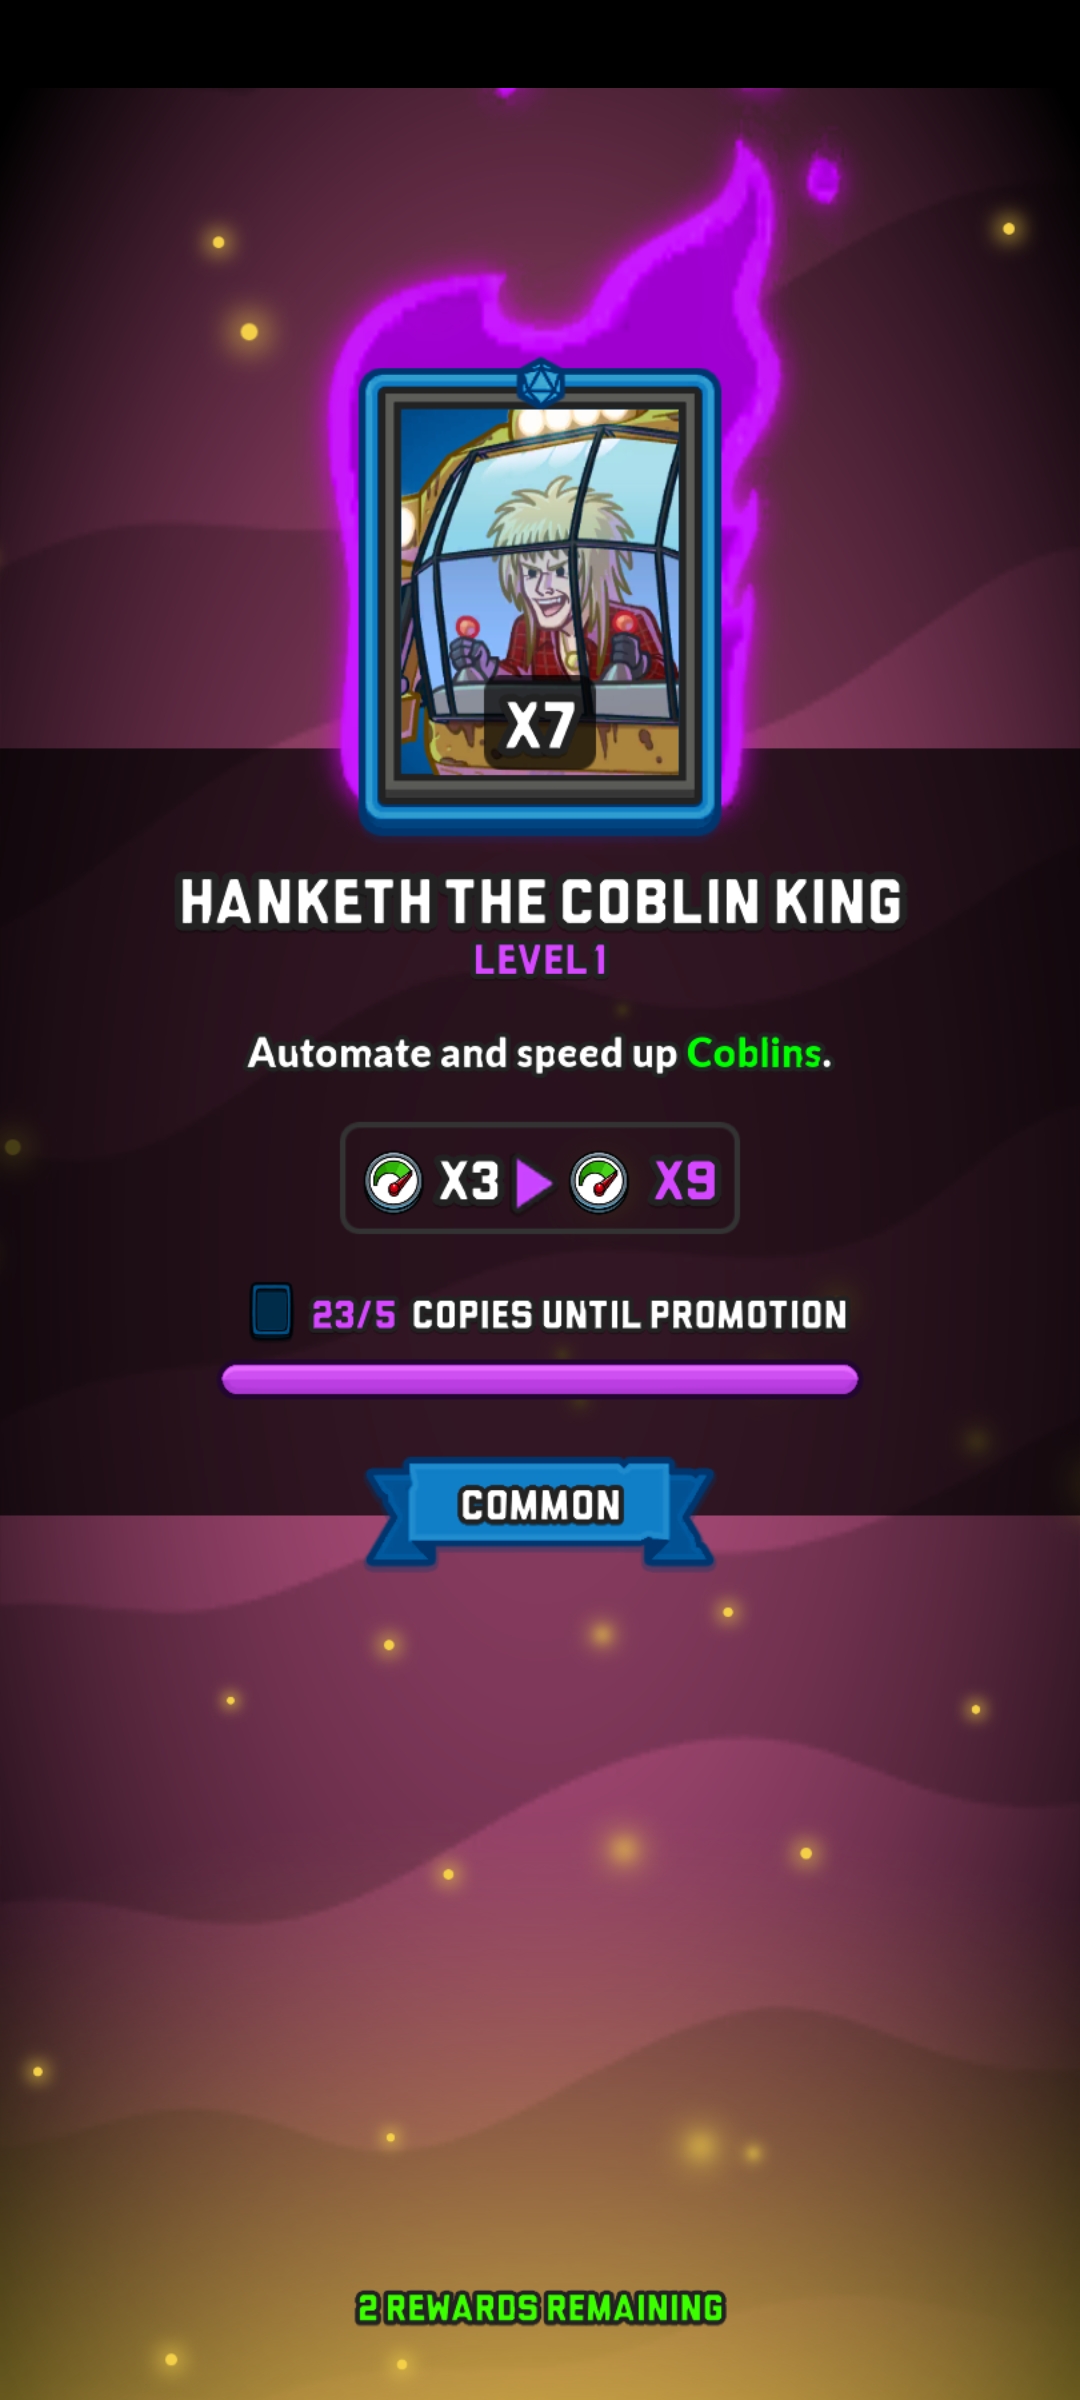 X7
HANKETH THE COBLIN KING
LEVEL 1
Automate and speed up Coblins.
X3 X9
23/5 COPIES UNTIL PROMOTION
COMMON
2 REWARDS REMAINING